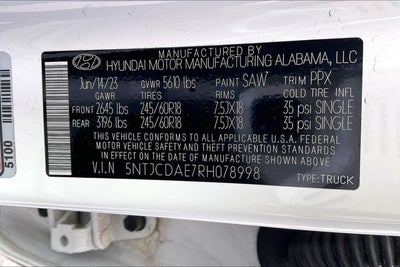 MANUFACTURED BY
HYUNDAI MOTOR MANUFACTURING ALABAMA, LLC
Jun/14/23 GVWR 5610 lbs PAINT SAW TRIM PPX
GAWR TIRES RIMS COLD TIRE INFL
FRONT 2645 lbs 245/60R18 7.5JX18 35 psi SINGLE
REAR 3196 lbs 245/60R18 7.5JX18 35 psi SINGLE
THIS VEHICLE CONFORMS TO ALL APPLICABLE U.S.A. FEDERAL
MOTOR VEHICLE SAFETY AND THEFT PREVENTION STANDARDS
IN EFFECT ON THE DATE OF MANUFACTURE SHOWN ABOVE.
V.I.N 5NTJCDAE7RH078998 TYPE:TRUCK
5100